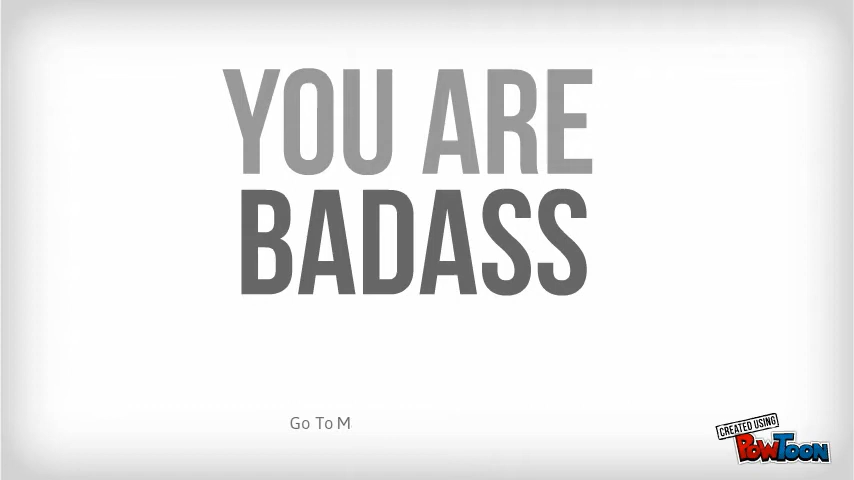 YOU ARE
BADASS
Go To M
CREATED USING
POWTOON